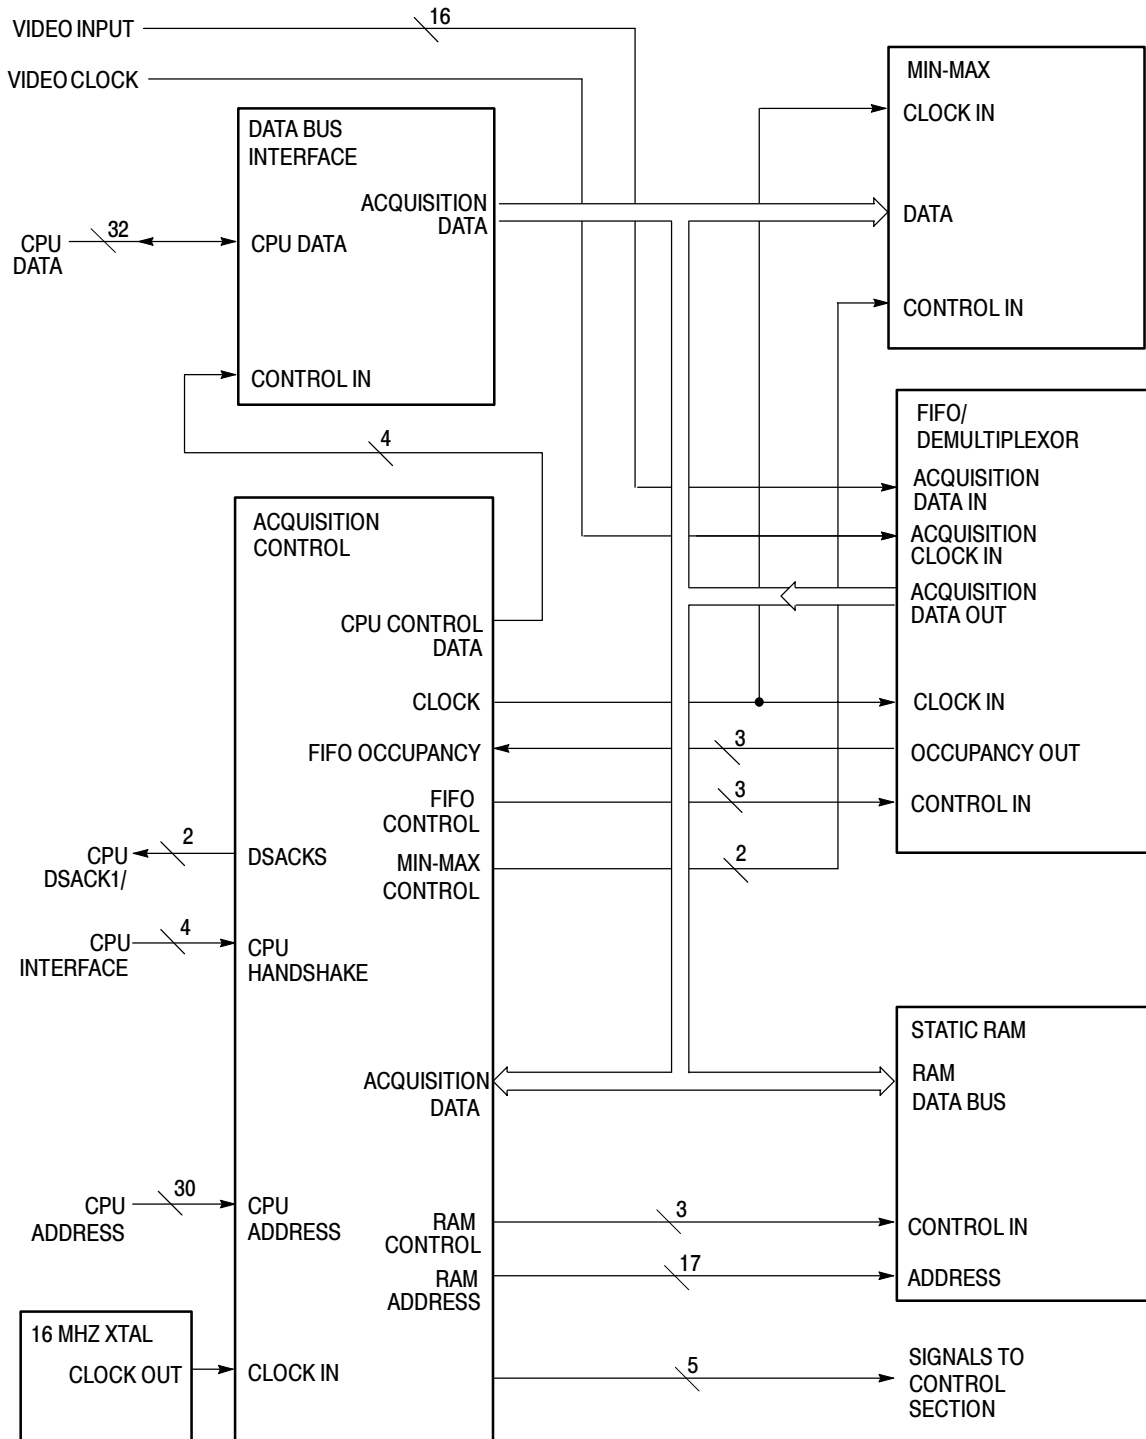 VIDEO INPUT
16
VIDEO CLOCK
MIN-MAX
CLOCK IN
DATA
CONTROL IN
DATA BUS
INTERFACE
ACQUISITION
DATA
CPU DATA
CONTROL IN
32
CPU
DATA
4
FIFO/
DEMULTIPLEXOR
ACQUISITION
DATA IN
ACQUISITION
CLOCK IN
ACQUISITION
DATA OUT
CLOCK IN
OCCUPANCY OUT
CONTROL IN
ACQUISITION
CONTROL
CPU CONTROL
DATA
CLOCK
FIFO OCCUPANCY
3
FIFO
CONTROL
3
MIN-MAX
CONTROL
2
CPU
DSACK1/
2
DSACKS
CPU
INTERFACE
4
CPU
HANDSHAKE
ACQUISITION
DATA
STATIC RAM
RAM
DATA BUS
CONTROL IN
ADDRESS
CPU
ADDRESS
30
CPU
ADDRESS
RAM
CONTROL
3
RAM
ADDRESS
17
16 MHZ XTAL
CLOCK OUT
CLOCK IN
5
SIGNALS TO
CONTROL
SECTION